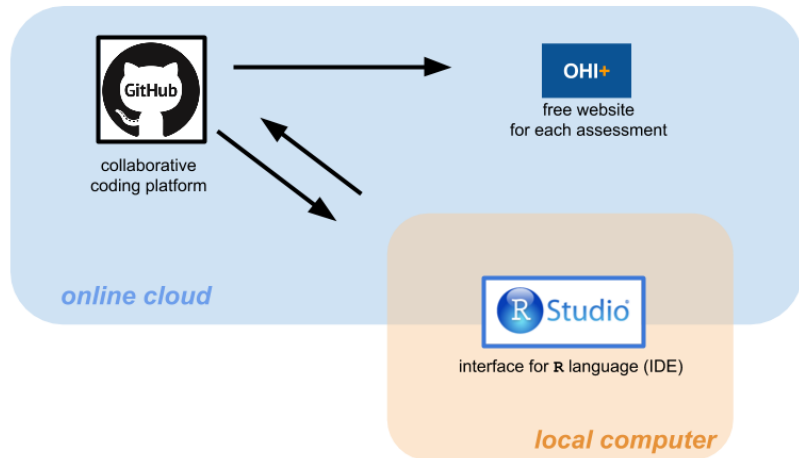 GitHub
collaborative
coding platform
OHI+
free website
for each assessment
online cloud
R Studio®
interface for R language (IDE)
local computer